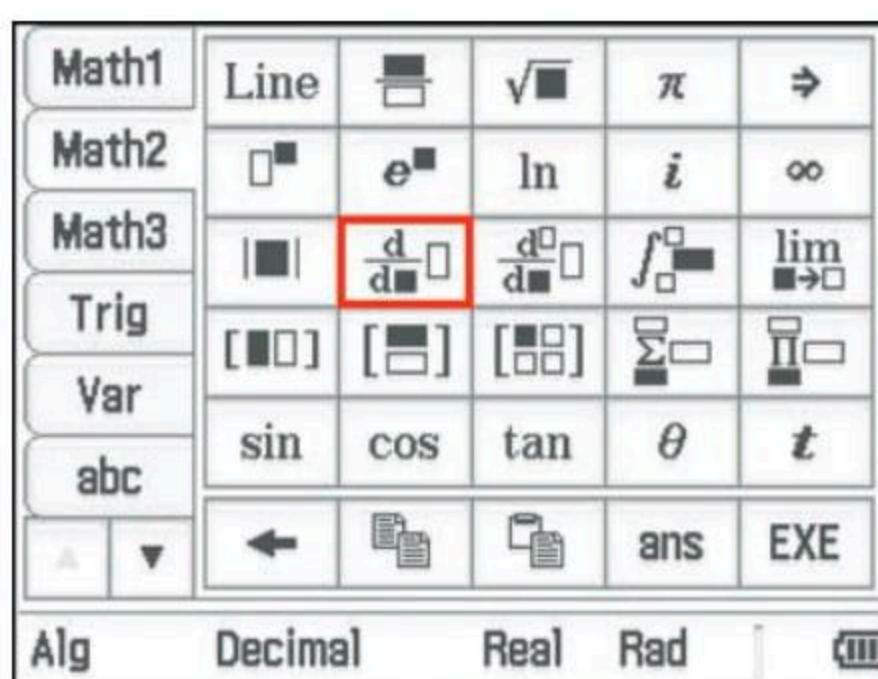 Math1
Math2
Math3
Trig
Var
abc
▲ ▼
Line ■/□ √■ π ⇒
□^■ e^■ ln i ∞
|■| d/d■ □ d^□/d■ □ ∫_□^□ ■ lim ■→□
[■□] [■ □] [■□ □□] Σ Π
sin cos tan θ t
← ans EXE
Alg Decimal Real Rad